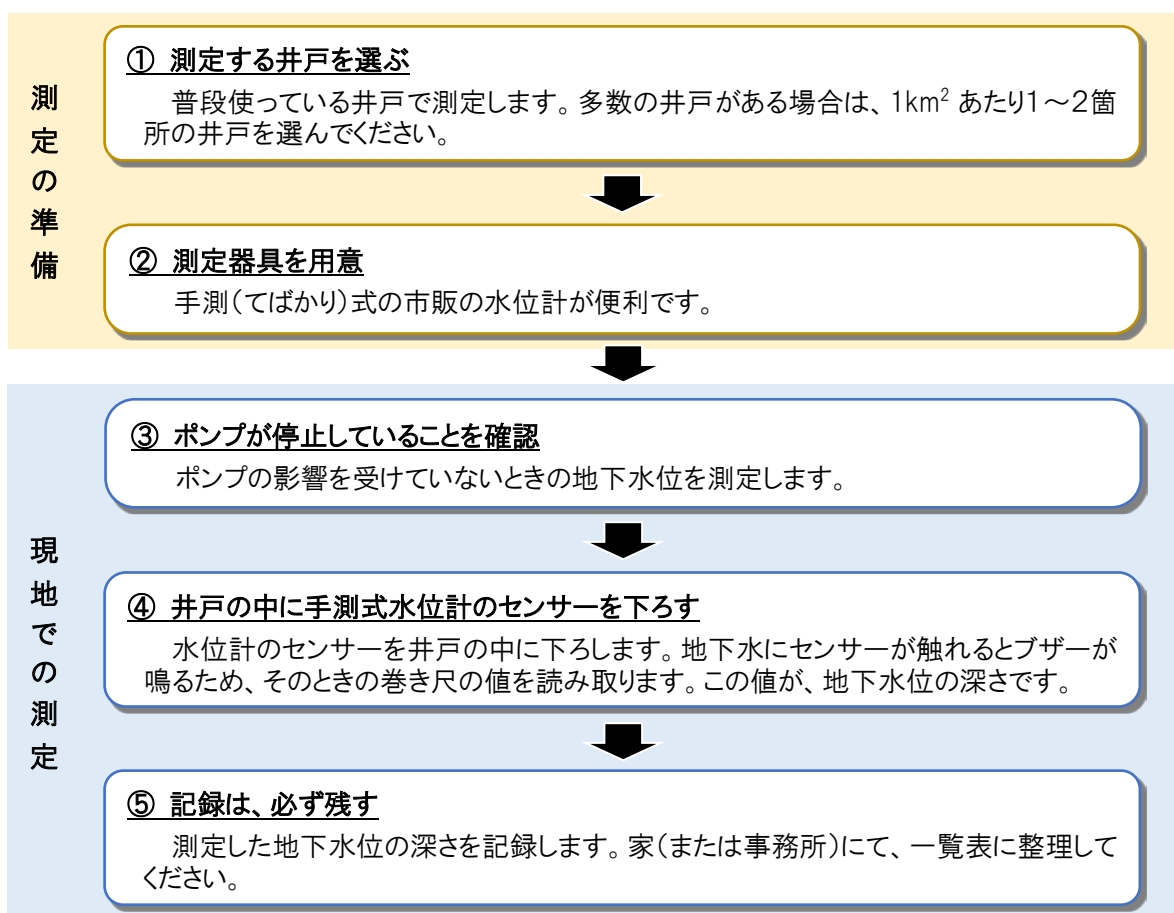 測定の準備
① 測定する井戸を選ぶ
普段使っている井戸で測定します。多数の井戸がある場合は、1km² あたり1～2箇
所の井戸を選んでください。
② 測定器具を用意
手測(てばかり)式の市販の水位計が便利です。
現地での測定
③ ポンプが停止していることを確認
ポンプの影響を受けていないときの地下水位を測定します。
④ 井戸の中に手測式水位計のセンサーを下ろす
水位計のセンサーを井戸の中に下ろします。地下水にセンサーが触れるとブザーが
鳴るため、そのときの巻き尺の値を読み取ります。この値が、地下水位の深さです。
⑤ 記録は、必ず残す
測定した地下水位の深さを記録します。家(または事務所)にて、一覧表に整理して
ください。